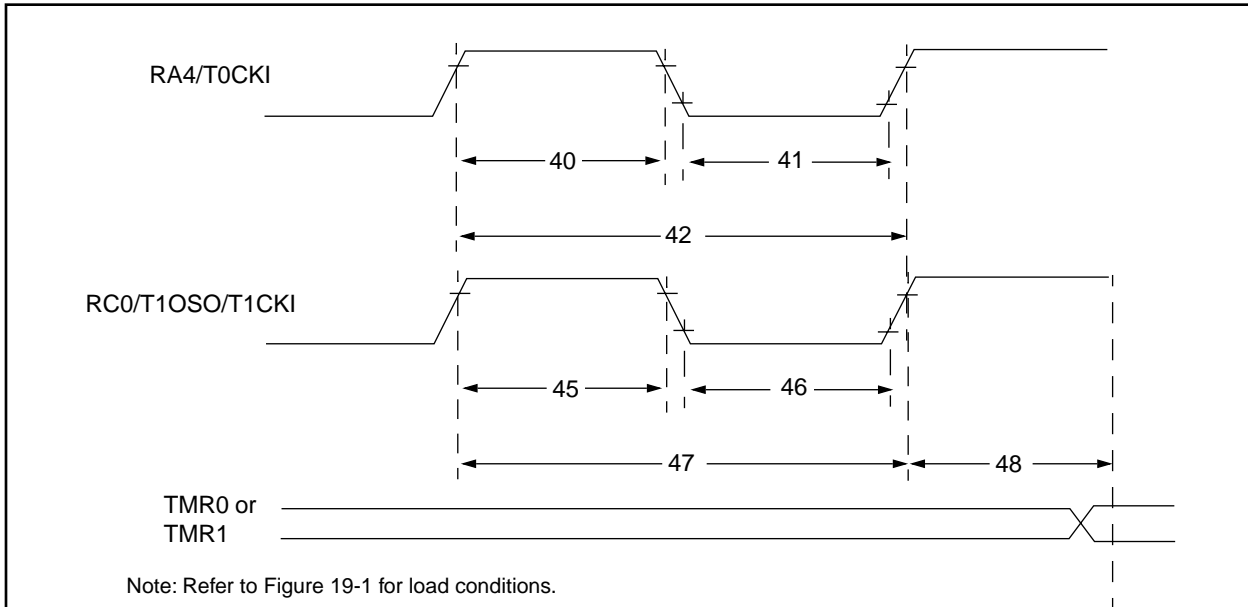 RA4/T0CKI
40
41
42
RC0/T1OSO/T1CKI
45
46
47
48
TMR0 or
TMR1
Note: Refer to Figure 19-1 for load conditions.